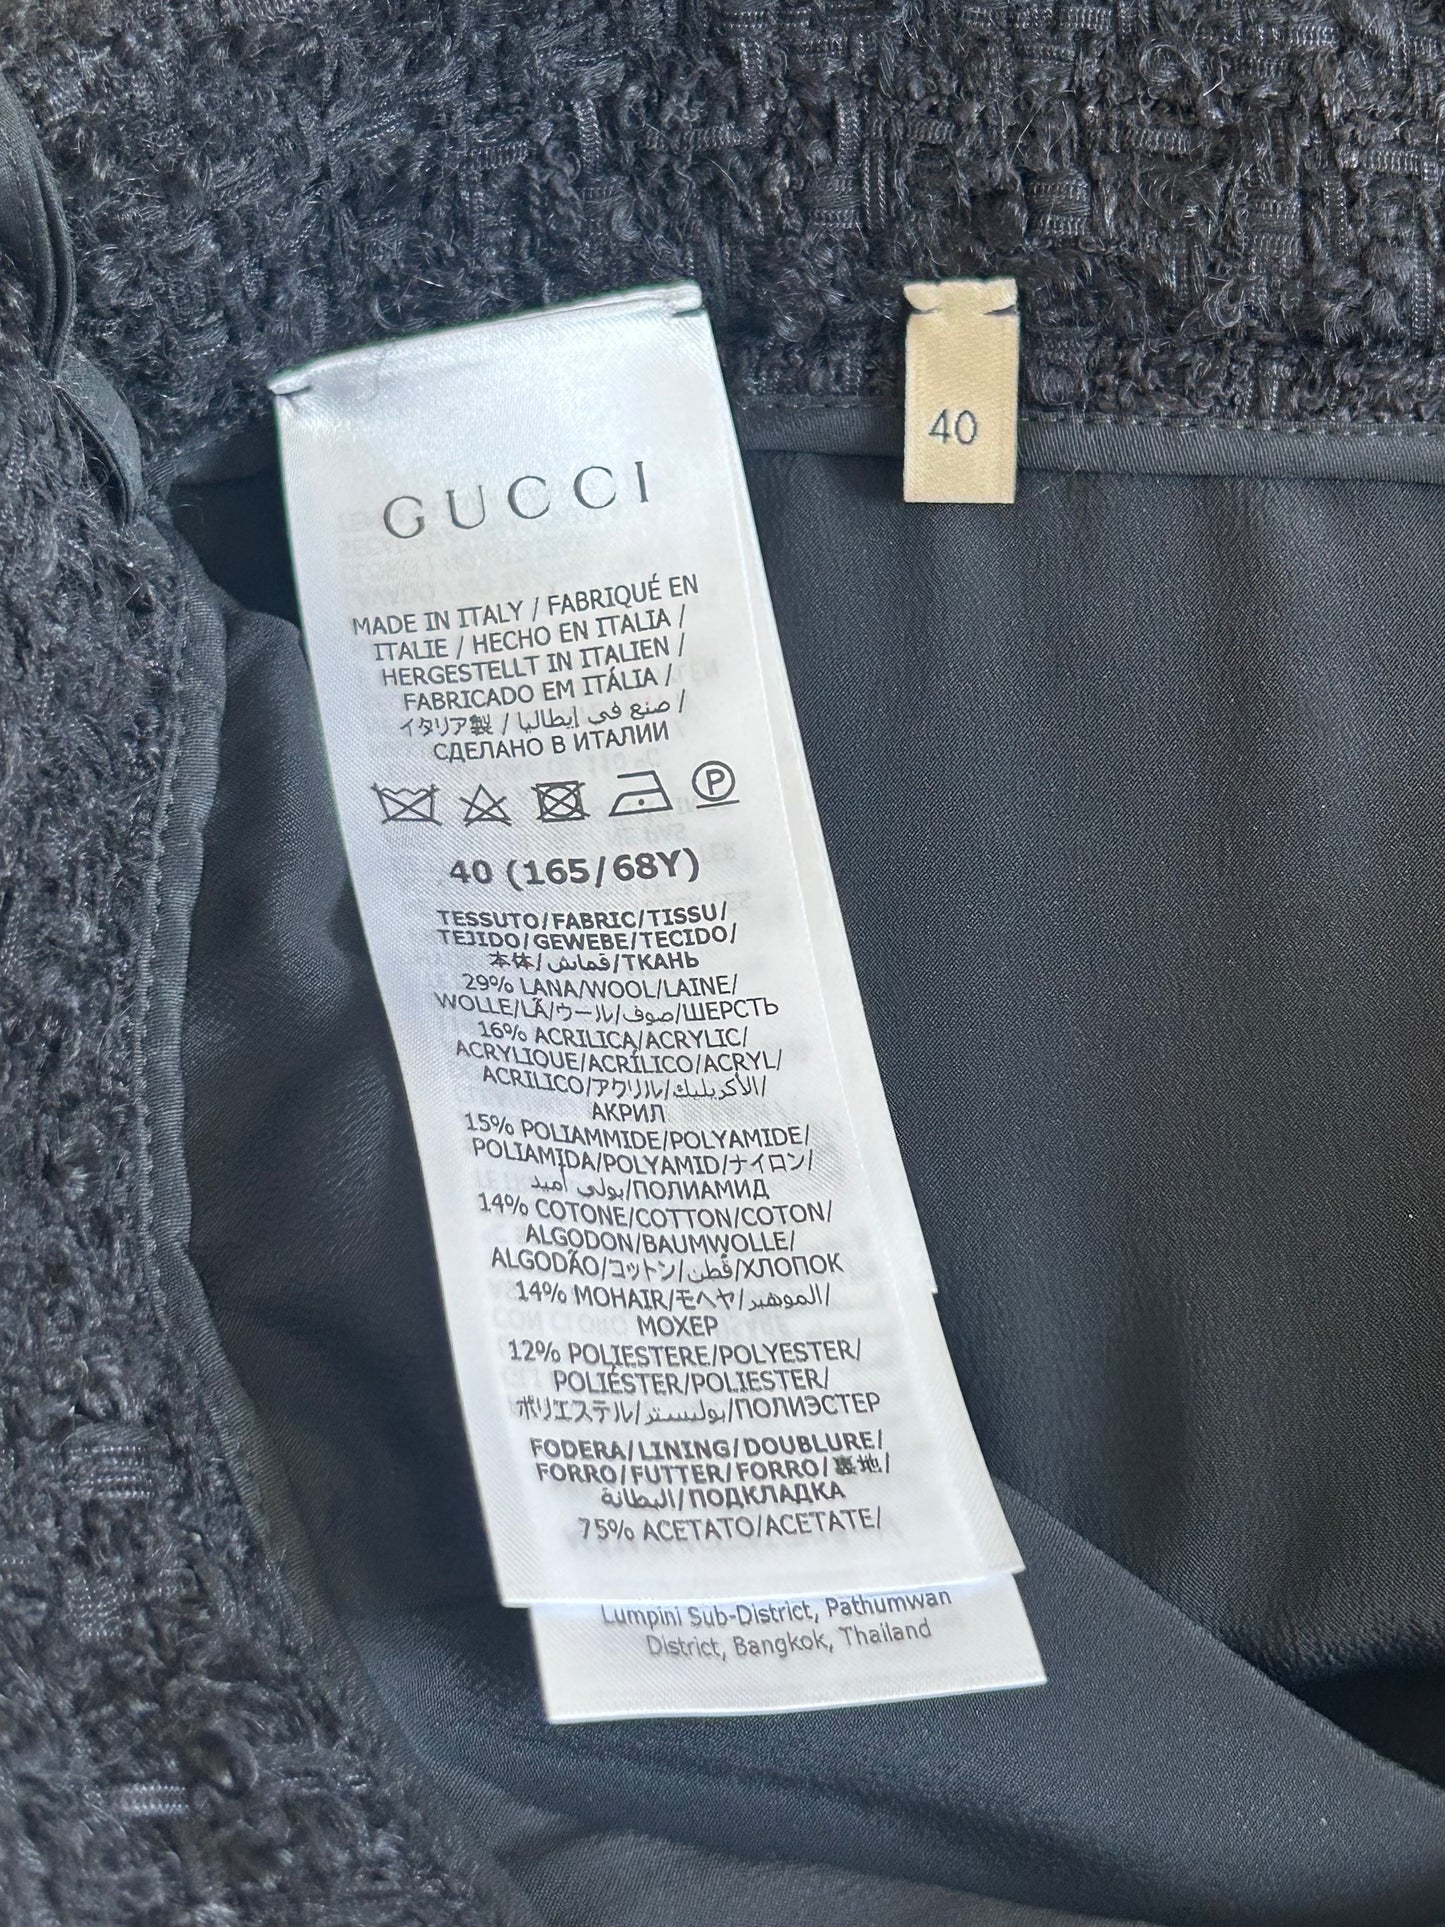 GUCCI
40
MADE IN ITALY / FABRIQUÉ EN
ITALIE / HECHO EN ITALIA /
HERGESTELLT IN ITALIEN /
FABRICADO EM ITÁLIA /
イタリア製 / صنع في إيطاليا /
СДЕЛАНО В ИТАЛИИ
P
40 (165/68Y)
TESSUTO/FABRIC/TISSU/
TEJIDO/GEWEBE/TECIDO/
本体/قماش/ТКАНЬ
29% LANA/WOOL/LAINE/
WOLLE/LÃ/ウール/صوف/ШЕРСТЬ
16% ACRILICA/ACRYLIC/
ACRYLIQUE/ACRÍLICO/ACRYL/
ACRILICO/アクリル/الأكريليك/
АКРИЛ
15% POLIAMMIDE/POLYAMIDE/
POLIAMIDA/POLYAMID/ナイロン/
بولي أميد/ПОЛИАМИД
14% COTONE/COTTON/COTON/
ALGODON/BAUMWOLLE/
ALGODÃO/コットン/قطن/ХЛОПОК
14% MOHAIR/モヘヤ/الموهير/
МОХЕР
12% POLIESTERE/POLYESTER/
POLIÉSTER/POLIESTER/
ポリエステル/بوليستر/ПОЛИЭСТЕР
FODERA/LINING/DOUBLURE/
FORRO/FUTTER/FORRO/裏地/
البطانة/ПОДКЛАДКА
75% ACETATO/ACETATE/
Lumpini Sub-District, Pathumwan
District, Bangkok, Thailand